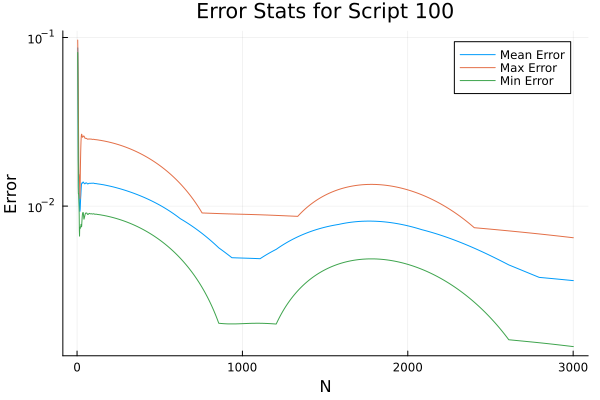 Error Stats for Script 100
Mean Error
Max Error
Min Error
Error
10⁻¹
10⁻²
0
1000
2000
3000
N